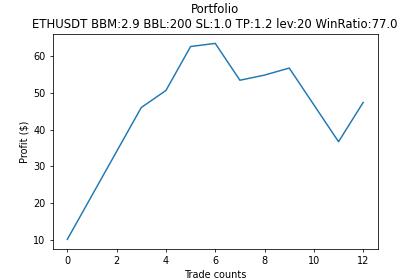 Portfolio
ETHUSDT BBM:2.9 BBL:200 SL:1.0 TP:1.2 lev:20 WinRatio:77.0
Profit ($)
60
50
40
30
20
10
0 2 4 6 8 10 12
Trade counts